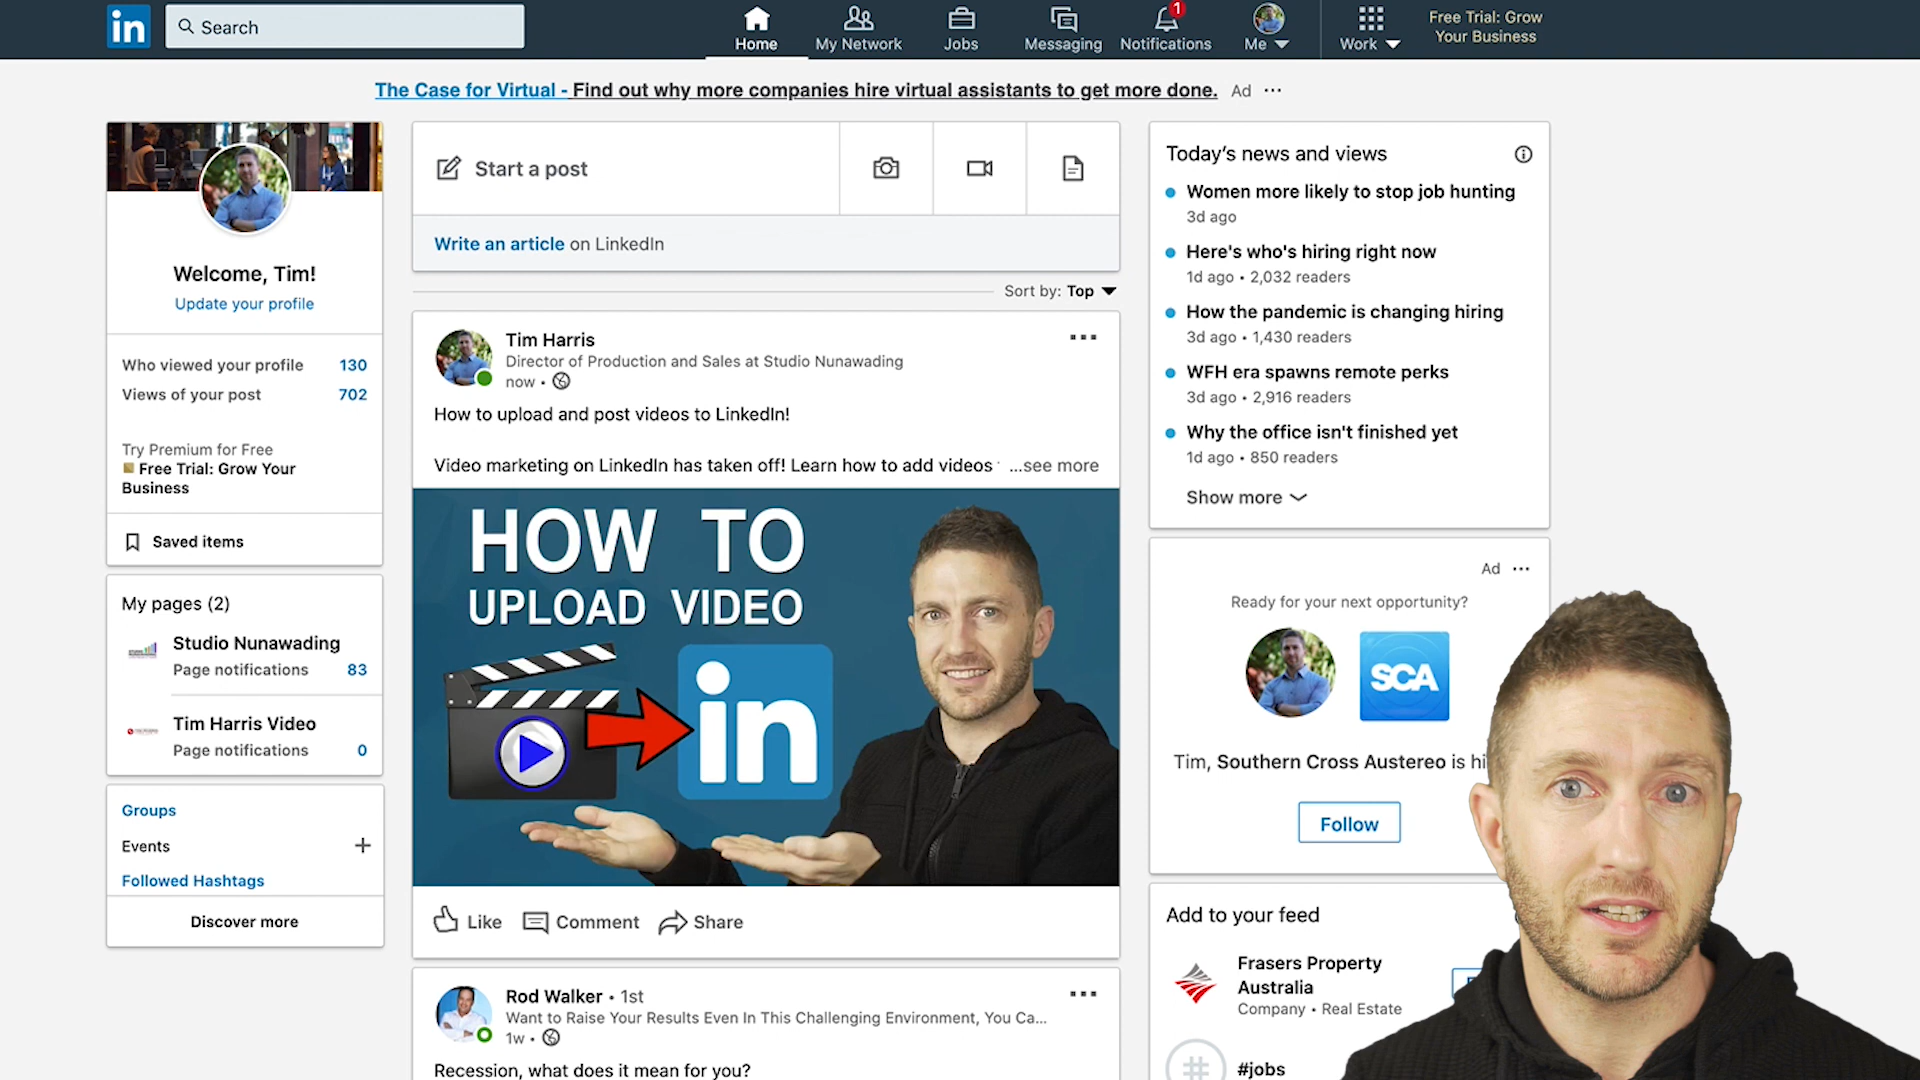 in
Search
Home
My Network
Jobs
Messaging
1
Notifications
Me
Work
Free Trial: Grow
Your Business
The Case for Virtual - Find out why more companies hire virtual assistants to get more done. Ad
Welcome, Tim!
Update your profile
Who viewed your profile 130
Views of your post 702
Try Premium for Free
Free Trial: Grow Your
Business
Saved items
My pages (2)
Studio Nunawading
Page notifications 83
Tim Harris Video
Page notifications 0
Groups
Events
Followed Hashtags
Discover more
Start a post
Write an article on LinkedIn
Sort by: Top
Tim Harris
Director of Production and Sales at Studio Nunawading
now •
How to upload and post videos to LinkedIn!
Video marketing on LinkedIn has taken off! Learn how to add videos ...see more
HOW TO
UPLOAD VIDEO
in
Like
Comment
Share
Rod Walker • 1st
Want to Raise Your Results Even In This Challenging Environment, You Ca...
1w •
Recession, what does it mean for you?
Today's news and views
Women more likely to stop job hunting
3d ago
Here's who's hiring right now
1d ago • 2,032 readers
How the pandemic is changing hiring
3d ago • 1,430 readers
WFH era spawns remote perks
3d ago • 2,916 readers
Why the office isn't finished yet
1d ago • 850 readers
Show more
Ad
Ready for your next opportunity?
SCA
Tim, Southern Cross Austereo is hi
Follow
Add to your feed
Frasers Property
Australia
Company • Real Estate
#
#jobs